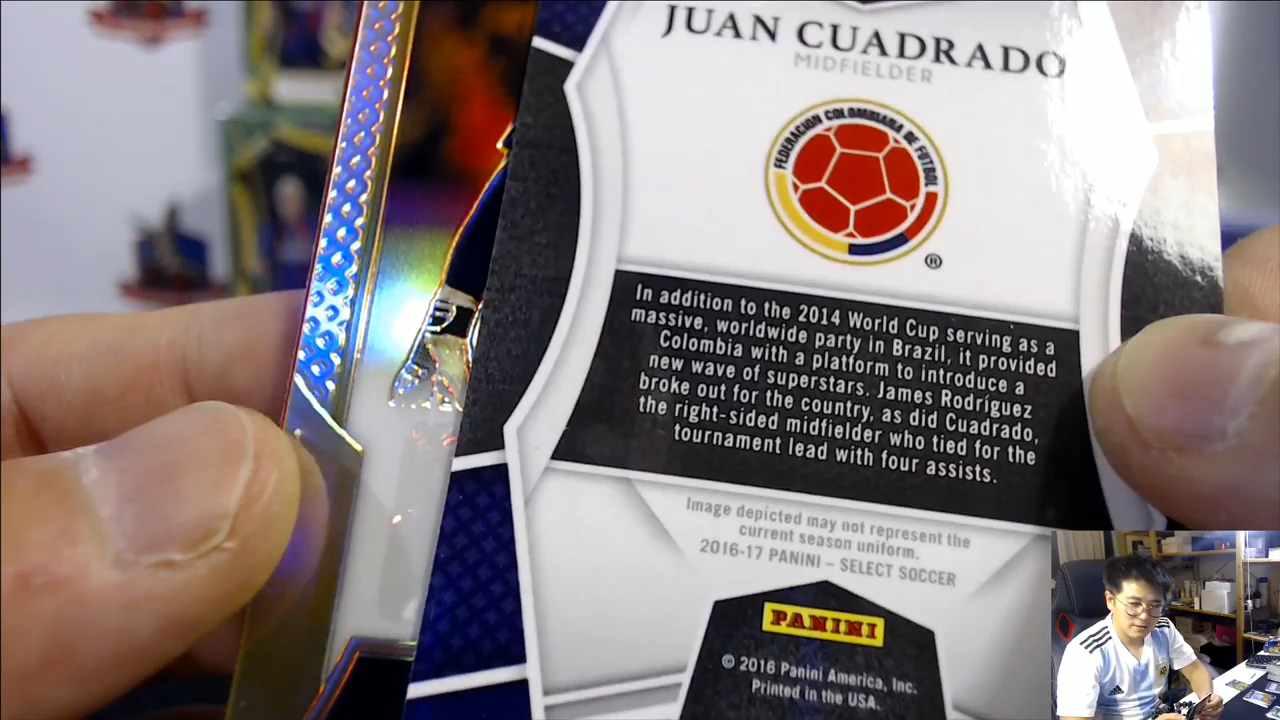 JUAN CUADRADO
MIDFIELDER
FEDERACION COLOMBIANA DE FUTBOL
®
In addition to the 2014 World Cup serving as a
massive, worldwide party in Brazil, it provided
Colombia with a platform to introduce a
new wave of superstars. James Rodríguez
broke out for the country, as did Cuadrado,
the right-sided midfielder who tied for the
tournament lead with four assists.
Image depicted may not represent the
current season uniform.
2016-17 PANINI – SELECT SOCCER
PANINI
© 2016 Panini America, Inc.
Printed in the USA.